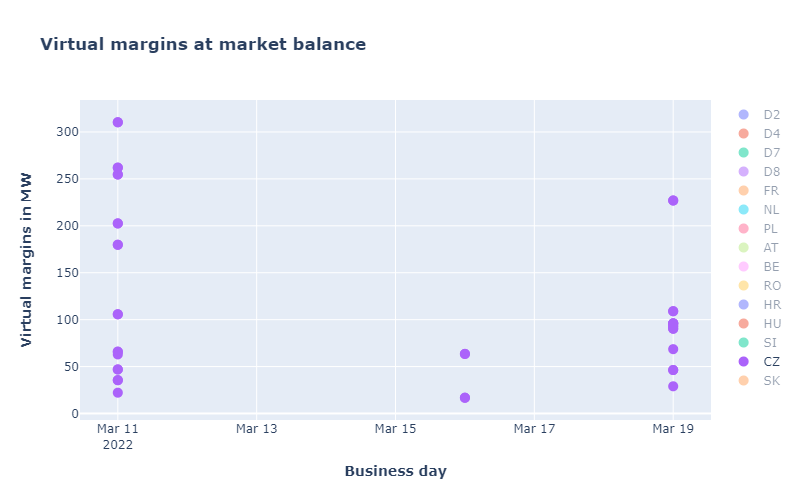 Virtual margins at market balance
Virtual margins in MW
300
250
200
150
100
50
0
Mar 11
2022
Mar 13
Mar 15
Mar 17
Mar 19
Business day
D2
D4
D7
D8
FR
NL
PL
AT
BE
RO
HR
HU
SI
CZ
SK